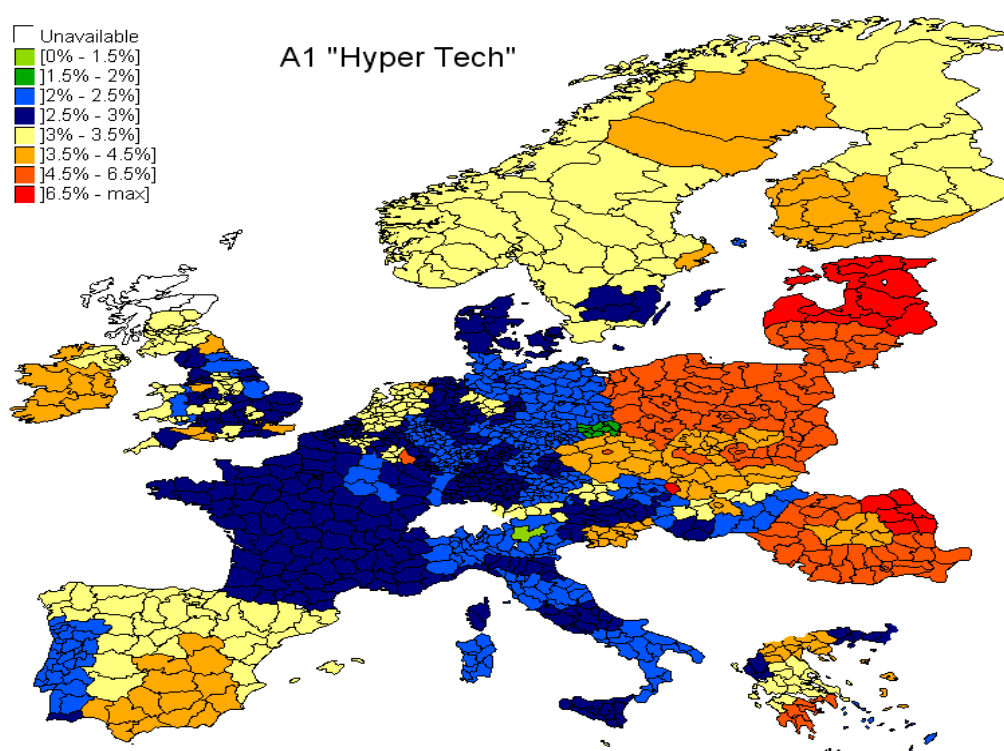 Unavailable
[0% - 1.5%]
]1.5% - 2%]
]2% - 2.5%]
]2.5% - 3%]
]3% - 3.5%]
]3.5% - 4.5%]
]4.5% - 6.5%]
]6.5% - max]
A1 "Hyper Tech"